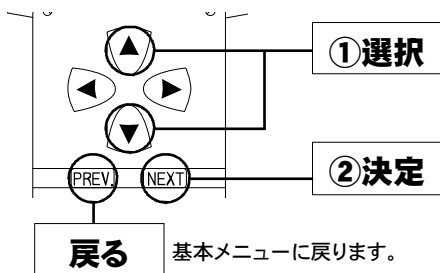 ①選択
②決定
PREV.
NEXT
戻る
基本メニューに戻ります。